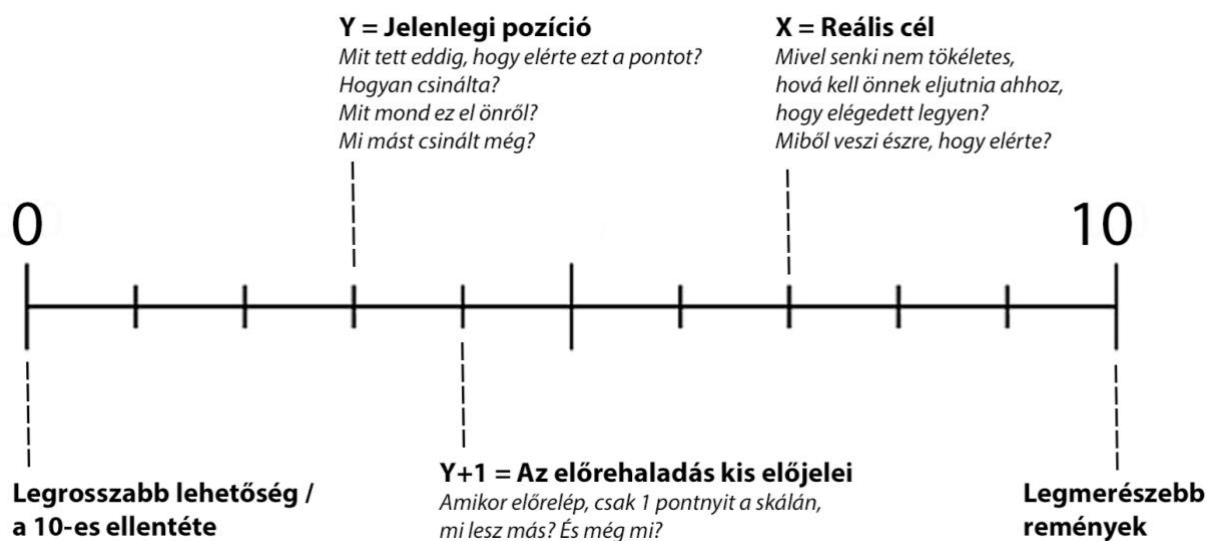 Y = Jelenlegi pozíció
Mit tett eddig, hogy elérte ezt a pontot?
Hogyan csinálta?
Mit mond ez el önről?
Mi mást csinált még?
X = Reális cél
Mivel senki nem tökéletes,
hová kell önnek eljutnia ahhoz,
hogy elégedett legyen?
Miből veszi észre, hogy elérte?
0
10
Legrosszabb lehetőség /
a 10-es ellentéte
Y+1 = Az előrehaladás kis előjelei
Amikor előrelép, csak 1 pontnyit a skálán,
mi lesz más? És még mi?
Legmerészebb
remények